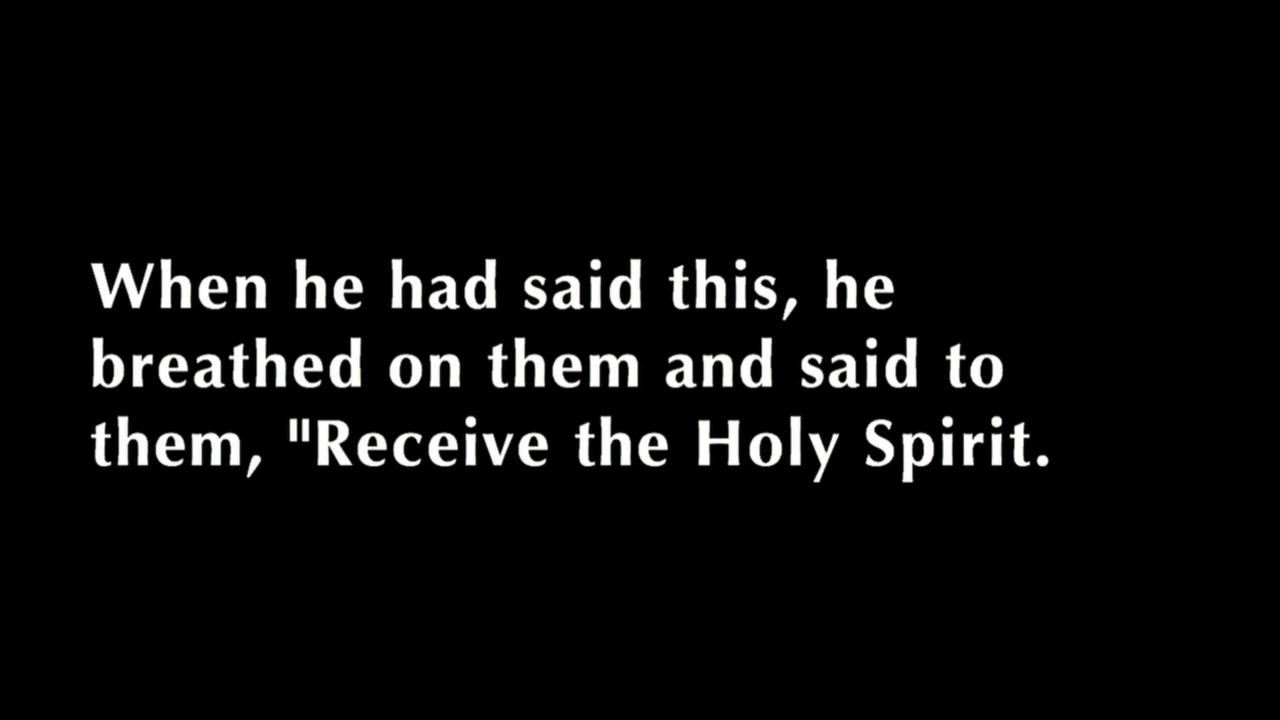 When he had said this, he
breathed on them and said to
them, "Receive the Holy Spirit.